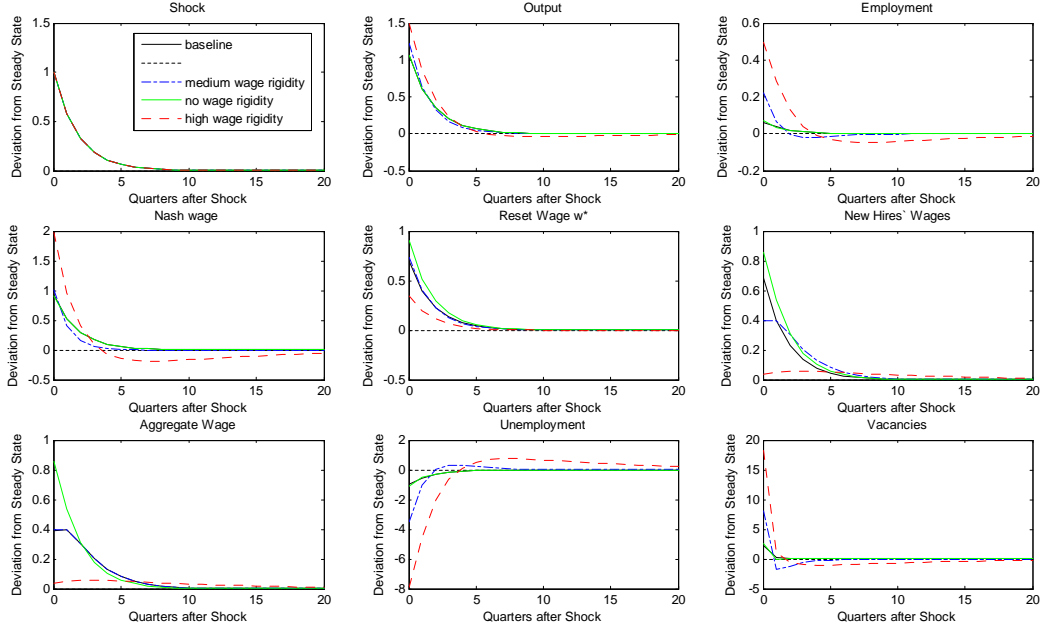 Shock
Deviation from Steady State
1.5
1
0.5
0
baseline
medium wage rigidity
no wage rigidity
high wage rigidity
0 5 10 15 20
Quarters after Shock
Output
Deviation from Steady State
1.5
1
0.5
0
-0.5
0 5 10 15 20
Quarters after Shock
Employment
Deviation from Steady State
0.6
0.4
0.2
0
0.2
0 5 10 15 20
Quarters after Shock
Nash wage
Deviation from Steady State
2
1.5
1
0.5
0
-0.5
0 5 10 15 20
Quarters after Shock
Reset Wage w*
Deviation from Steady State
1
0.5
0
-0.5
0 5 10 15 20
Quarters after Shock
New Hires` Wages
Deviation from Steady State
1
0.8
0.6
0.4
0.2
0
0 5 10 15 20
Quarters after Shock
Aggregate Wage
Deviation from Steady State
1
0.8
0.6
0.4
0.2
0
0 5 10 15 20
Quarters after Shock
Unemployment
Deviation from Steady State
2
0
-2
-4
-6
-8
0 5 10 15 20
Quarters after Shock
Vacancies
Deviation from Steady State
20
15
10
5
0
-5
0 5 10 15 20
Quarters after Shock